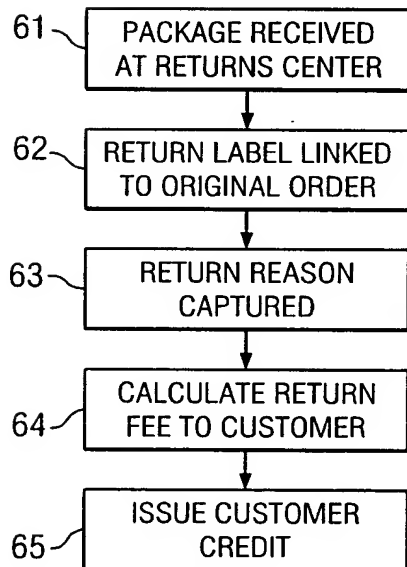 61
PACKAGE RECEIVED
AT RETURNS CENTER
62
RETURN LABEL LINKED
TO ORIGINAL ORDER
63
RETURN REASON
CAPTURED
64
CALCULATE RETURN
FEE TO CUSTOMER
65
ISSUE CUSTOMER
CREDIT